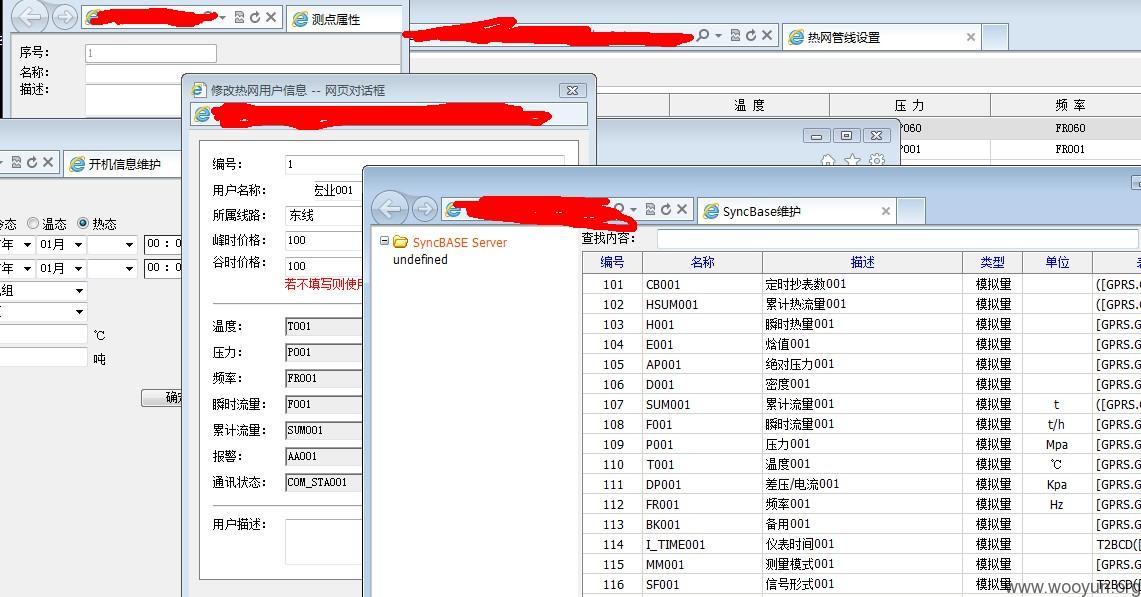 测点属性
序号： 1
名称：
描述：
热网管线设置
温 度 压 力 频 率
P060 FR060
P001 FR001
开机信息维护
冷态 温态 热态
年 01月 00 : 0
年 01月 00 : 0
组
℃
吨
确定
修改热网用户信息 -- 网页对话框
编号： 1
用户名称： 宏业001
所属线路： 东线
峰时价格： 100
谷时价格： 100
若不填写则使用
温度： T001
压力： P001
频率： FR001
瞬时流量： F001
累计流量： SUM001
报警： AA001
通讯状态： COM_STA001
用户描述：
SyncBase维护
SyncBASE Server
undefined
查找内容：
编号 名称 描述 类型 单位
101 CB001 定时抄表数001 模拟量 ([GPRS.G
102 HSUM001 累计热流量001 模拟量 ([GPRS.G
103 H001 瞬时热量001 模拟量 [GPRS.G
104 E001 焓值001 模拟量 [GPRS.G
105 AP001 绝对压力001 模拟量 [GPRS.G
106 D001 密度001 模拟量 [GPRS.G
107 SUM001 累计流量001 模拟量 t ([GPRS.G
108 F001 瞬时流量001 模拟量 t/h [GPRS.G
109 P001 压力001 模拟量 Mpa [GPRS.G
110 T001 温度001 模拟量 ℃ [GPRS.G
111 DP001 差压/电流001 模拟量 Kpa [GPRS.G
112 FR001 频率001 模拟量 Hz [GPRS.G
113 BK001 备用001 模拟量 [GPRS.G
114 I_TIME001 仪表时间001 模拟量 T2BCD([
115 MM001 测量模式001 模拟量 [GPRS.G
116 SF001 信号形式001 模拟量 T2BCD([
www.wooyun.org